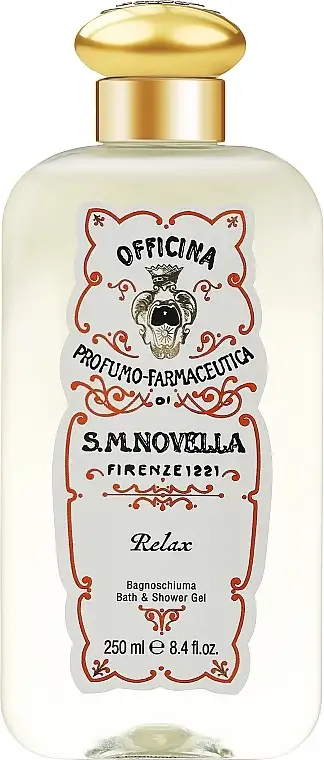 OFFICINA
PROFUMO-FARMACEUTICA
DI
S.M.NOVELLA
FIRENZE 1221
Relax
Bagnoschiuma
Bath & Shower Gel
250 ml e 8.4 fl.oz.